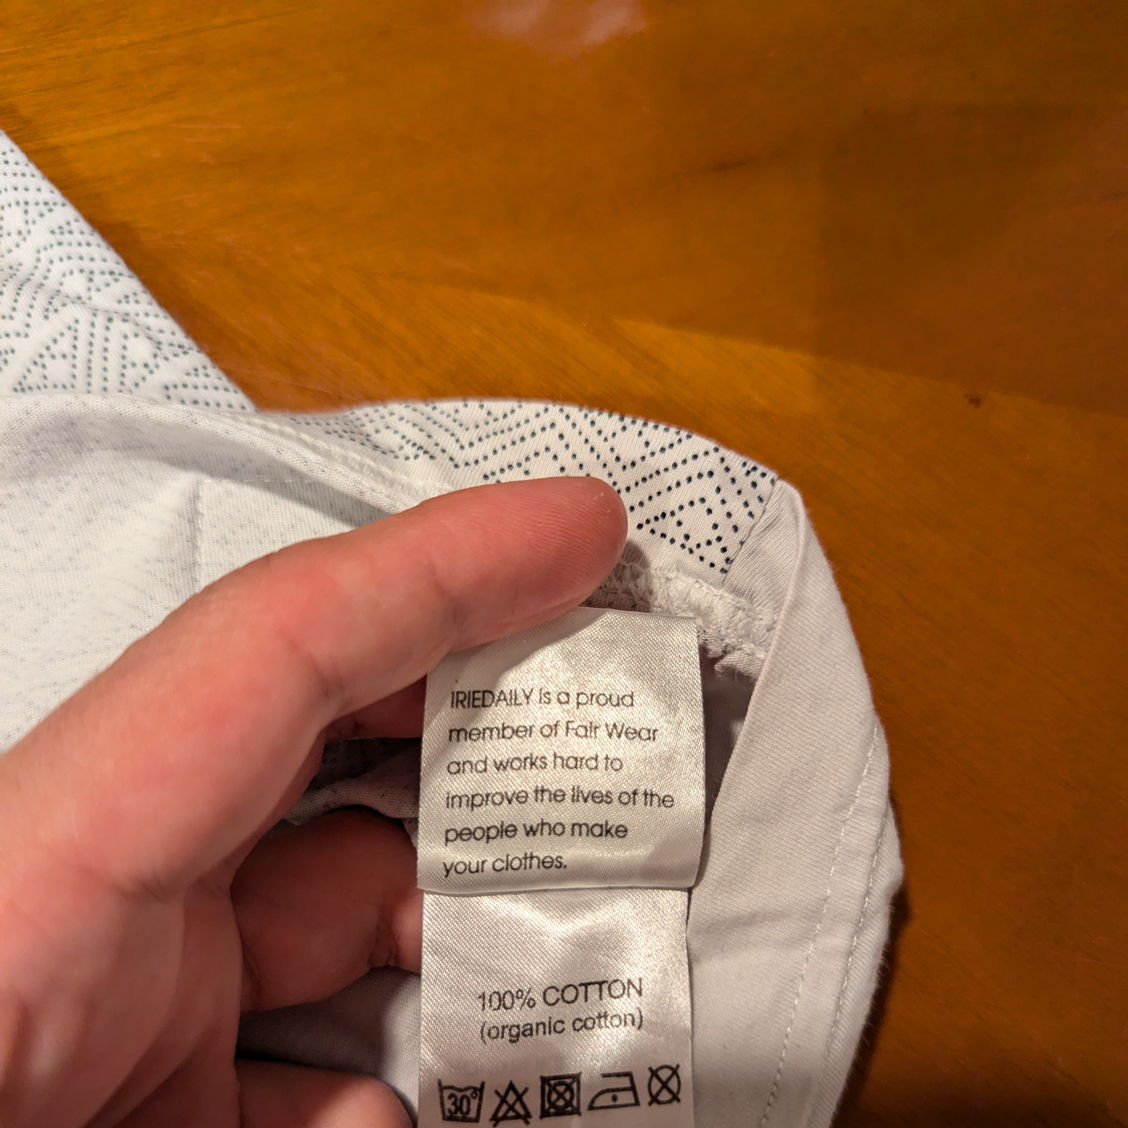 IRIEDAILY is a proud
member of Fair Wear
and works hard to
improve the lives of the
people who make
your clothes.
100% COTTON
(organic cotton)
30°